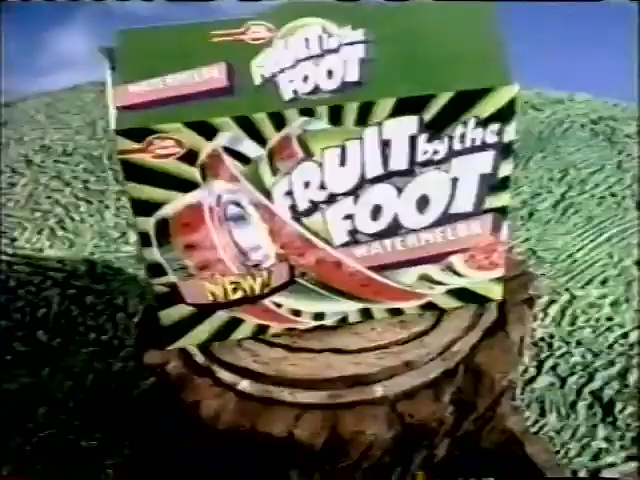 FRUIT by the
FOOT
WATERMELON
FRUIT by the
FOOT
WATERMELON
NEW!